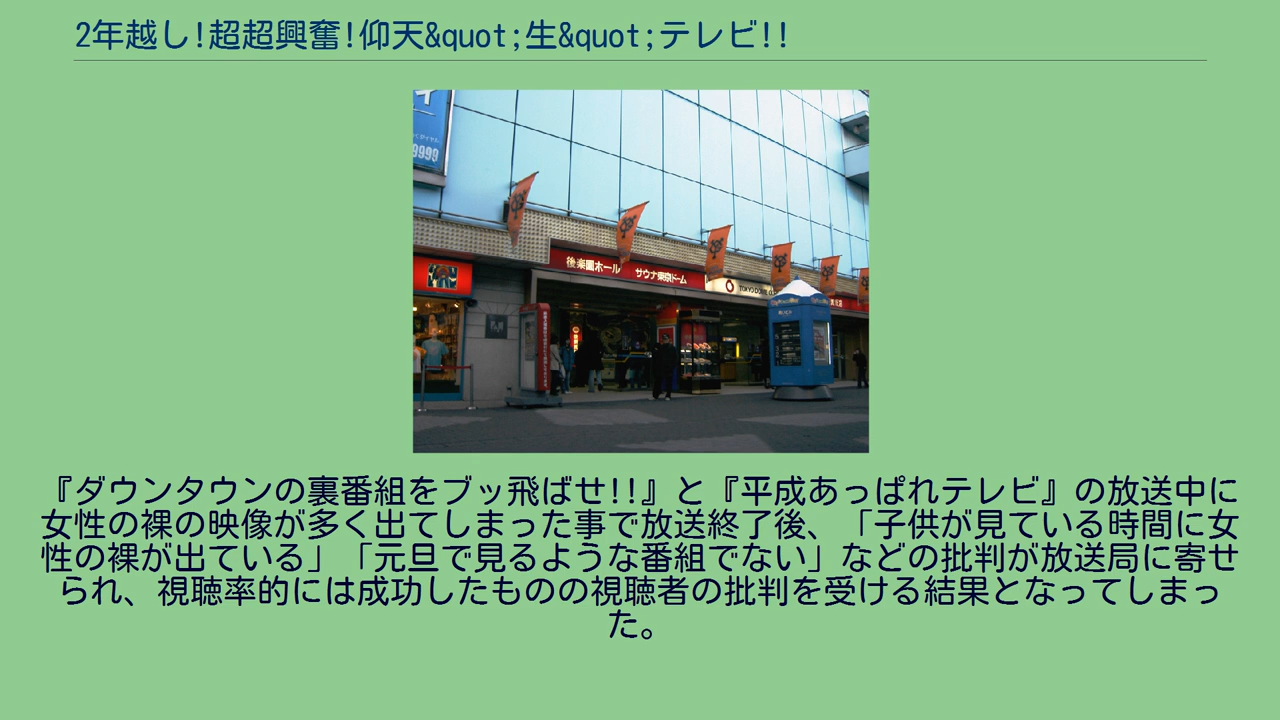 2年越し!超超興奮!仰天&quot;生&quot;テレビ!!
9999
後楽園ホール サウナ東京ドーム
TOKYO DOME
『ダウンタウンの裏番組をブッ飛ばせ!!』と『平成あっぱれテレビ』の放送中に
女性の裸の映像が多く出てしまった事で放送終了後、「子供が見ている時間に女
性の裸が出ている」「元旦で見るような番組でない」などの批判が放送局に寄せ
られ、視聴率的には成功したものの視聴者の批判を受ける結果となってしまっ
た。